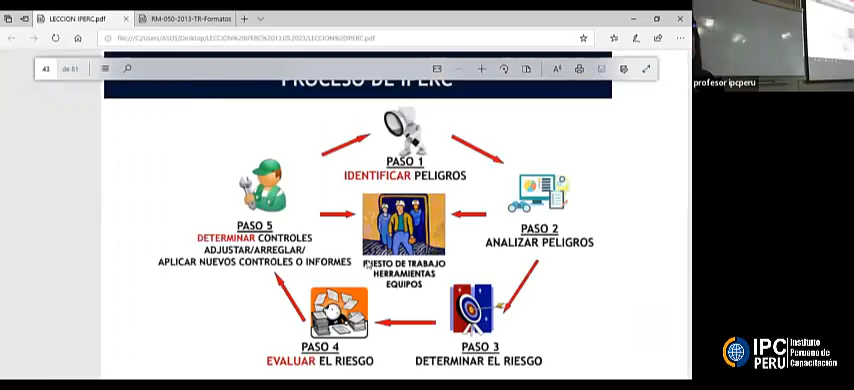 LECCION IPERC.pdf
RM-050-2013-TR-Formatos
43 de 81
PROCESO DE IPERC
profesor ipcperu
PASO 1
IDENTIFICAR PELIGROS
PASO 2
ANALIZAR PELIGROS
PASO 5
DETERMINAR CONTROLES
AJUSTAR/ARREGLAR/
APLICAR NUEVOS CONTROLES O INFORMES
PUESTO DE TRABAJO
HERRAMIENTAS
EQUIPOS
PASO 4
EVALUAR EL RIESGO
PASO 3
DETERMINAR EL RIESGO
IPC
PERU
Instituto
Peruano de
Capacitación